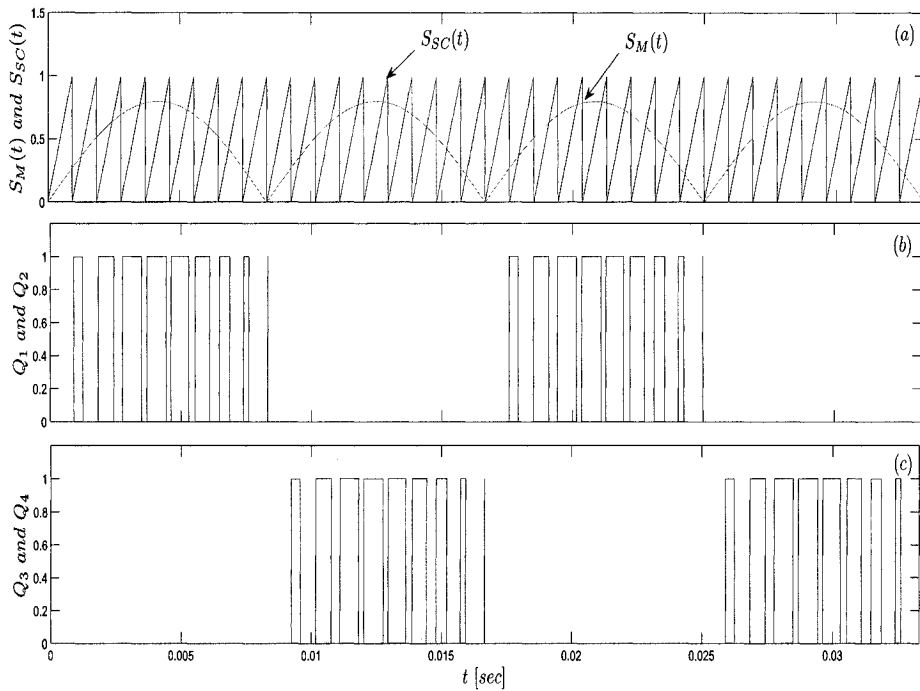 1.5
(a)
S_SC(t)
S_M(t)
1
0.5
0
S_M(t) and S_SC(t)
(b)
1
0.8
0.6
0.4
0.2
0
Q_1 and Q_2
(c)
1
0.8
0.6
0.4
0.2
0
Q_3 and Q_4
0 0.005 0.01 0.015 0.02 0.025 0.03
t [sec]